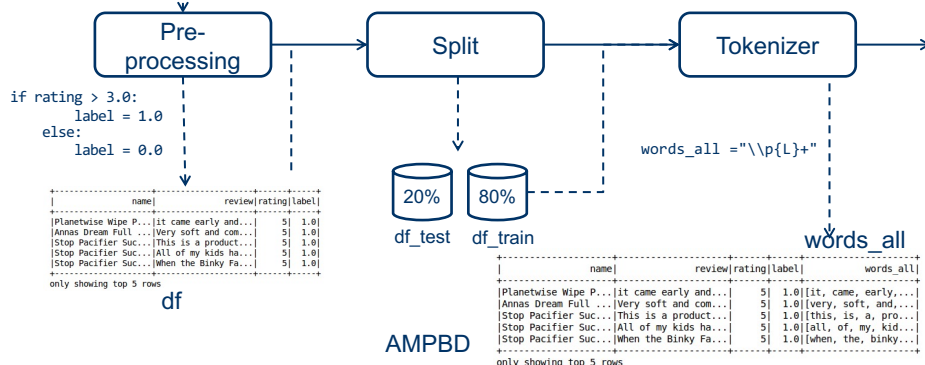 Pre-
processing
Split
Tokenizer
if rating > 3.0:
label = 1.0
else:
label = 0.0
words_all ="\\p{L}+"
20%
80%
df_test
df_train
+--------------------+--------------------+------+-----+
|                name|              review|rating|label|
+--------------------+--------------------+------+-----+
|Planetwise Wipe P...|it came early and...|     5|  1.0|
|Annas Dream Full ...|Very soft and com...|     5|  1.0|
|Stop Pacifier Suc...|This is a product...|     5|  1.0|
|Stop Pacifier Suc...|All of my kids ha...|     5|  1.0|
|Stop Pacifier Suc...|When the Binky Fa...|     5|  1.0|
+--------------------+--------------------+------+-----+
only showing top 5 rows
df
words_all
+--------------------+--------------------+------+-----+--------------------+
|                name|              review|rating|label|           words_all|
+--------------------+--------------------+------+-----+--------------------+
|Planetwise Wipe P...|it came early and...|     5|  1.0|[it, came, early,...|
|Annas Dream Full ...|Very soft and com...|     5|  1.0|[very, soft, and,...|
|Stop Pacifier Suc...|This is a product...|     5|  1.0|[this, is, a, pro...|
|Stop Pacifier Suc...|All of my kids ha...|     5|  1.0|[all, of, my, kid...|
|Stop Pacifier Suc...|When the Binky Fa...|     5|  1.0|[when, the, binky...|
+--------------------+--------------------+------+-----+--------------------+
only showing top 5 rows
AMPBD